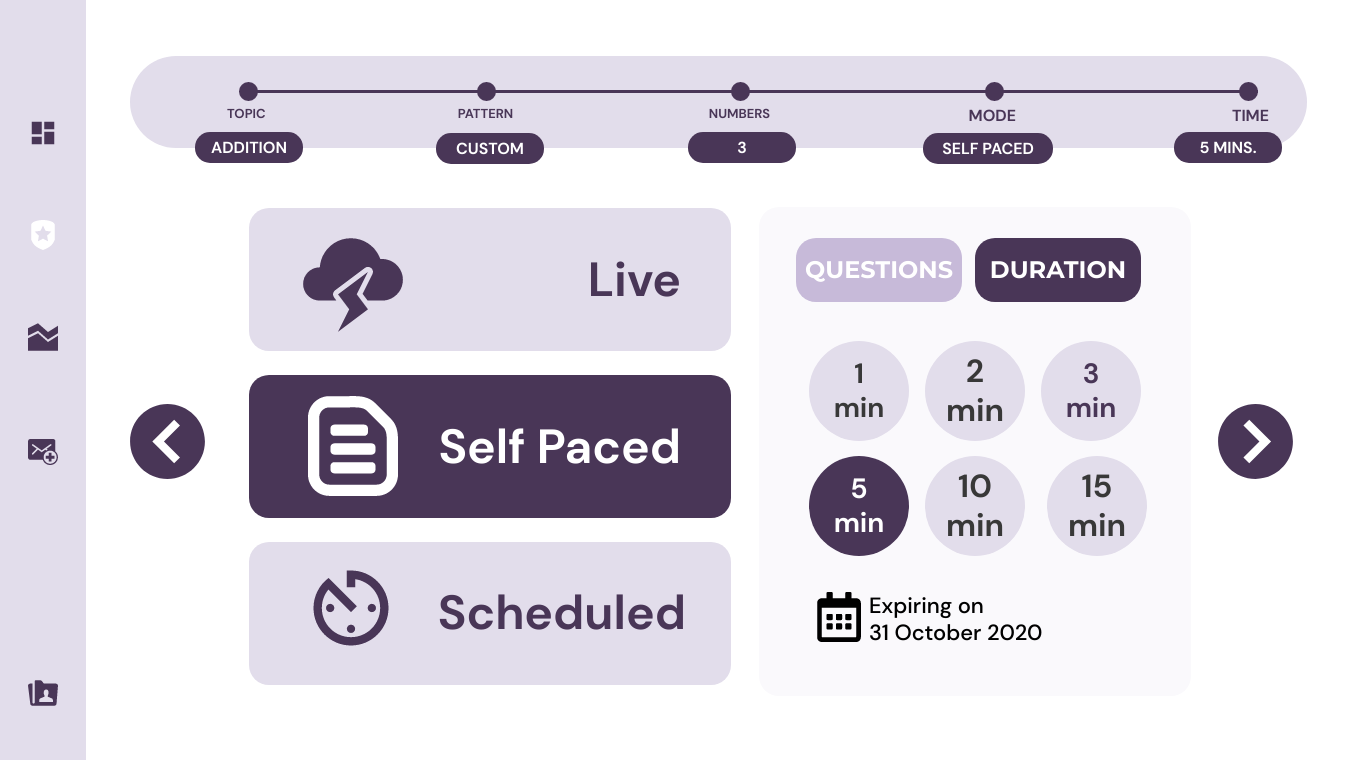 TOPIC
PATTERN
NUMBERS
MODE
TIME
ADDITION
CUSTOM
3
SELF PACED
5 MINS.
Live
Self Paced
Scheduled
QUESTIONS
DURATION
1
min
2
min
3
min
5
min
10
min
15
min
Expiring on
31 October 2020